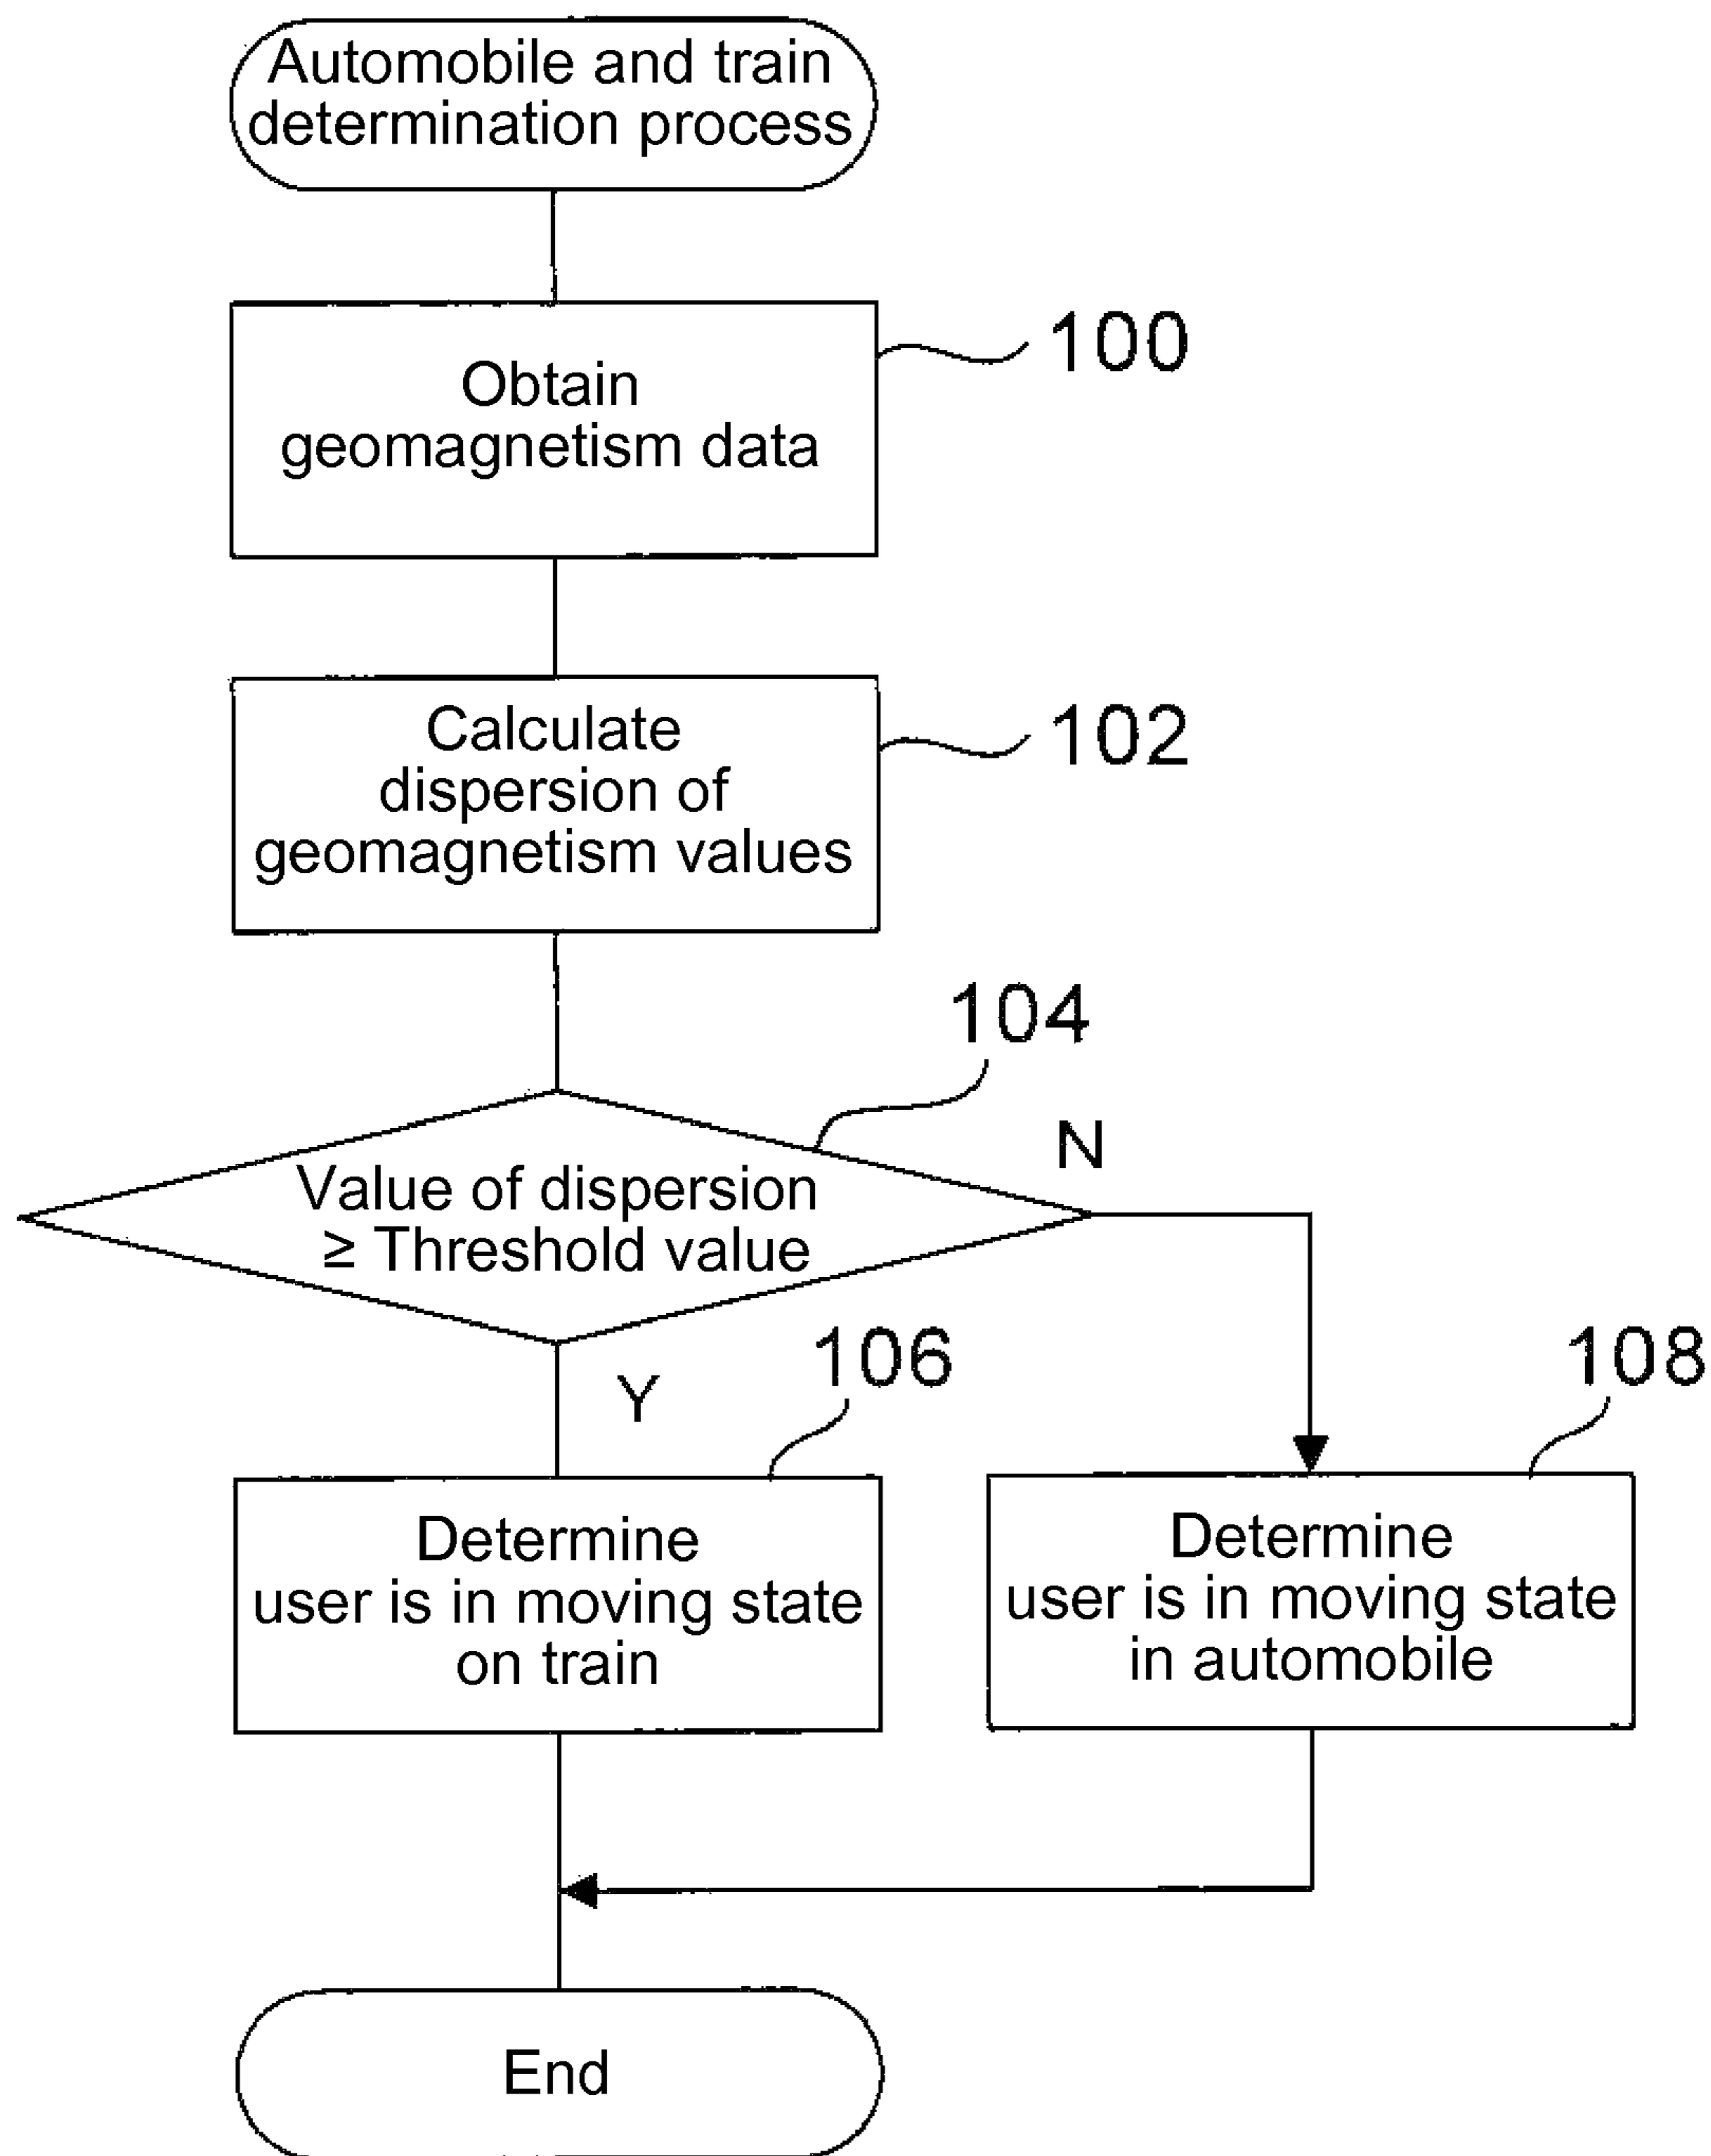 Automobile and train
determination process
100
Obtain
geomagnetism data
102
Calculate
dispersion of
geomagnetism values
104
N
Value of dispersion
≥ Threshold value
Y
106
108
Determine
user is in moving state
on train
Determine
user is in moving state
in automobile
End